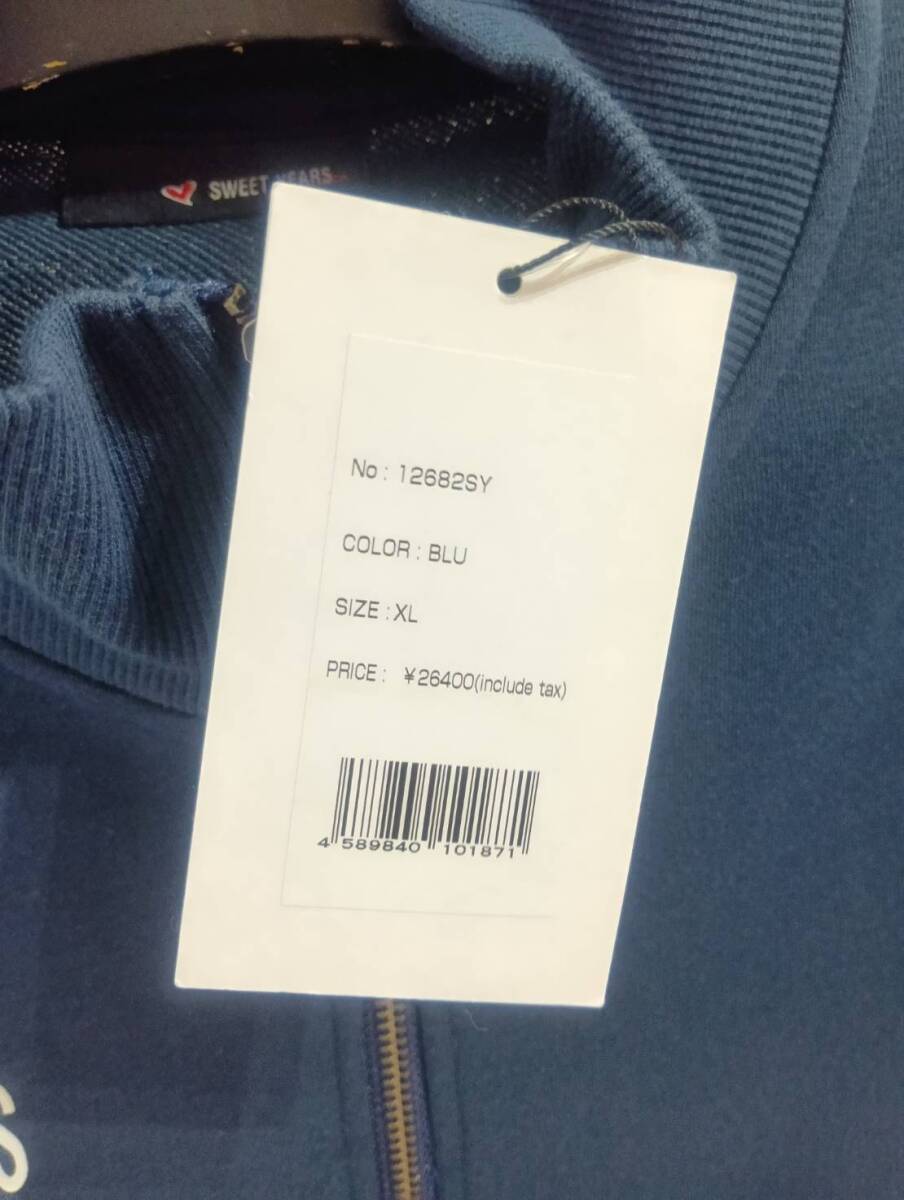 SWEET YEARS
No : 12682SY
COLOR : BLU
SIZE : XL
PRICE : ¥26400(include tax)
4 589840 101871